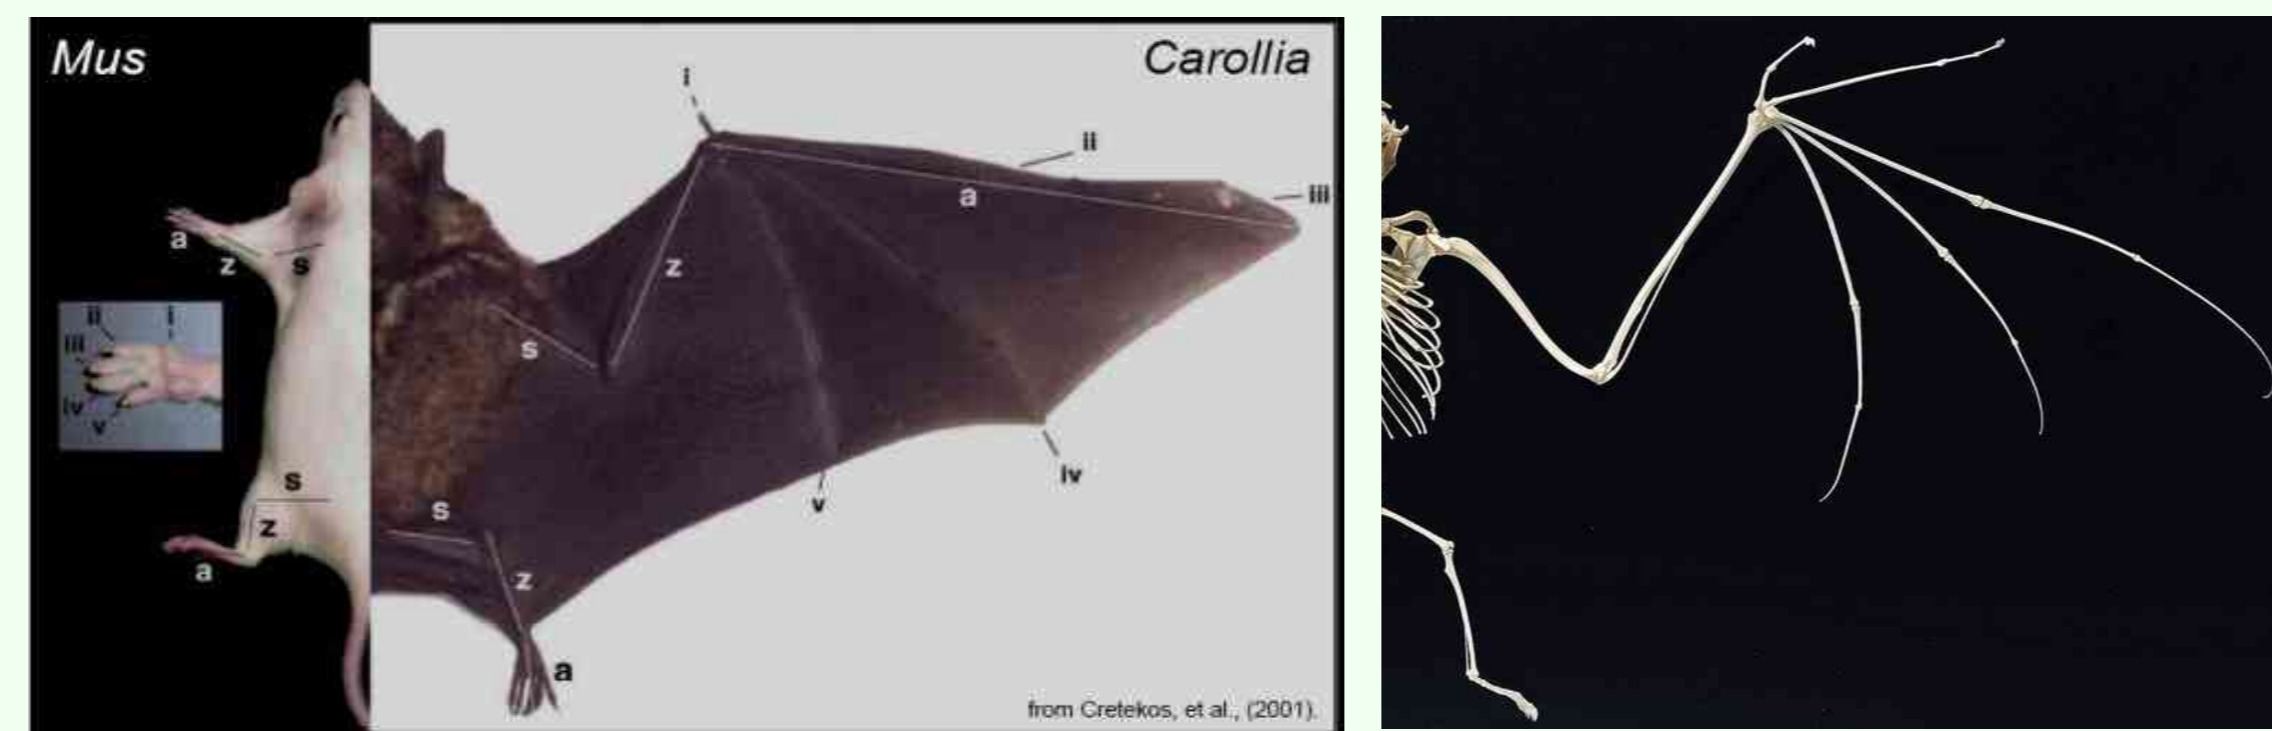 Mus
Carollia
i
ii
iii
a
z
s
a
z
s
ii
i
iii
iv
v
s
z
a
s
z
a
v
iv
from Cretekos, et al., (2001).